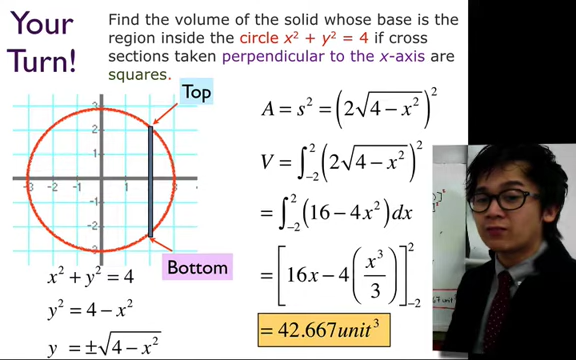 Your
Turn!
Find the volume of the solid whose base is the
region inside the circle x² + y² = 4 if cross
sections taken perpendicular to the x-axis are
squares.
Top
3
2
1
-3 -2 -1 1 2 3
-1
-2
-3
Bottom
x² + y² = 4
y² = 4 − x²
y = ±√(4 − x²)
A = s² = (2√(4 − x²))²
V = ∫₋₂² (2√(4 − x²))²
= ∫₋₂² (16 − 4x²) dx
= [16x − 4(x³/3)]₋₂²
= 42.667unit³